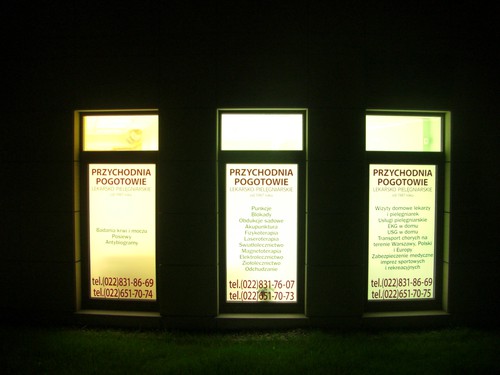 PRZYCHODNIA
POGOTOWIE
LEKARSKO-PIELĘGNIARSKIE
Badania krwi i moczu
Posiewy
Antybiogramy
tel.(022)831-86-69
tel.(022)651-70-74
PRZYCHODNIA
POGOTOWIE
LEKARSKO-PIELĘGNIARSKIE
Punkcje
Blokady
Obdukcje sądowe
Akupunktura
Fizykoterapia
Laseroterapia
Światłolecznictwo
Magnetoterapia
Elektrolecznictwo
Ziołolecznictwo
Odchudzanie
tel.(022)831-76-07
tel.(022)651-70-73
PRZYCHODNIA
POGOTOWIE
LEKARSKO-PIELĘGNIARSKIE
Wizyty domowe lekarzy
i pielęgniarek
Usługi pielęgniarskie
EKG w domu
USG w domu
Transport chorych na
terenie Warszawy, Polski
i Europy
Zabezpieczenie medyczne
imprez sportowych
i rekreacyjnych
tel.(022)831-86-69
tel.(022)651-70-75